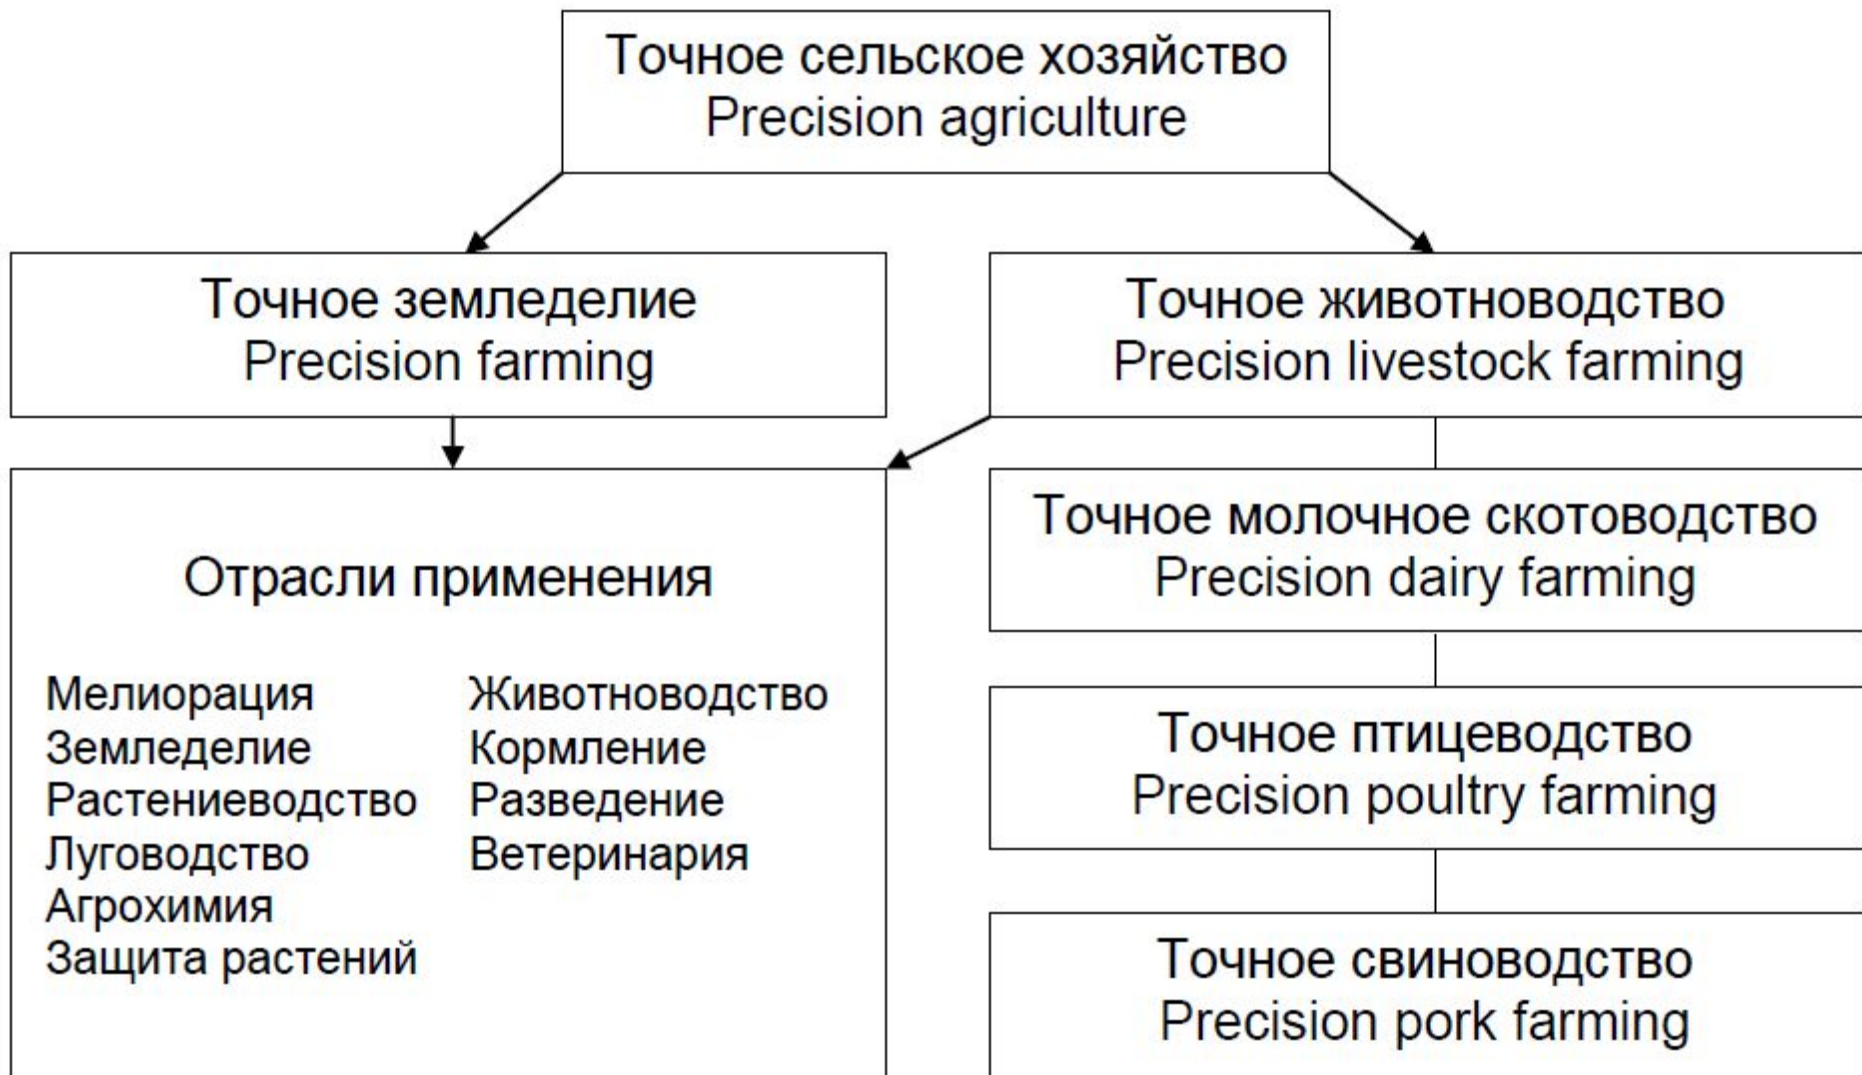 Точное сельское хозяйство
Precision agriculture
Точное земледелие
Precision farming
Точное животноводство
Precision livestock farming
Отрасли применения
Мелиорация
Земледелие
Растениеводство
Луговодство
Агрохимия
Защита растений
Животноводство
Кормление
Разведение
Ветеринария
Точное молочное скотоводство
Precision dairy farming
Точное птицеводство
Precision poultry farming
Точное свиноводство
Precision pork farming